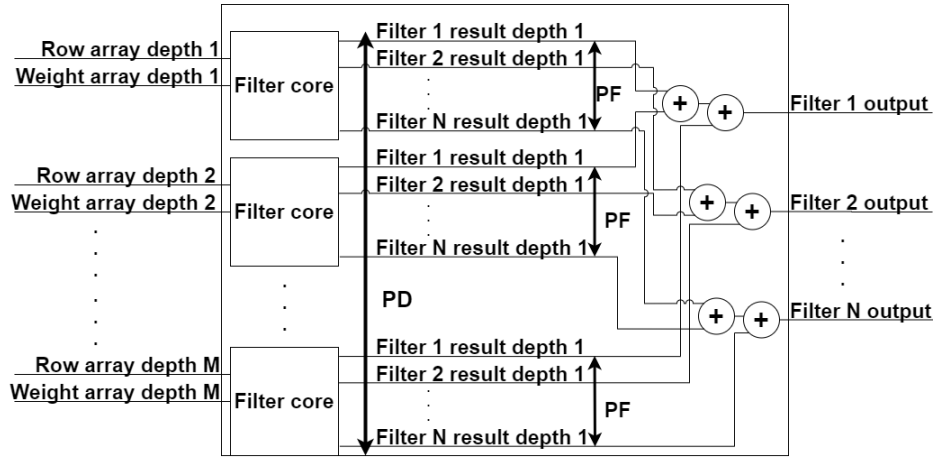 Row array depth 1
Weight array depth 1
Filter core
Filter 1 result depth 1
Filter 2 result depth 1
Filter N result depth 1
PF
Row array depth 2
Weight array depth 2
Filter core
Filter 1 result depth 1
Filter 2 result depth 1
Filter N result depth 1
PF
PD
Row array depth M
Weight array depth M
Filter core
Filter 1 result depth 1
Filter 2 result depth 1
Filter N result depth 1
PF
+
+
Filter 1 output
+
+
Filter 2 output
+
+
Filter N output